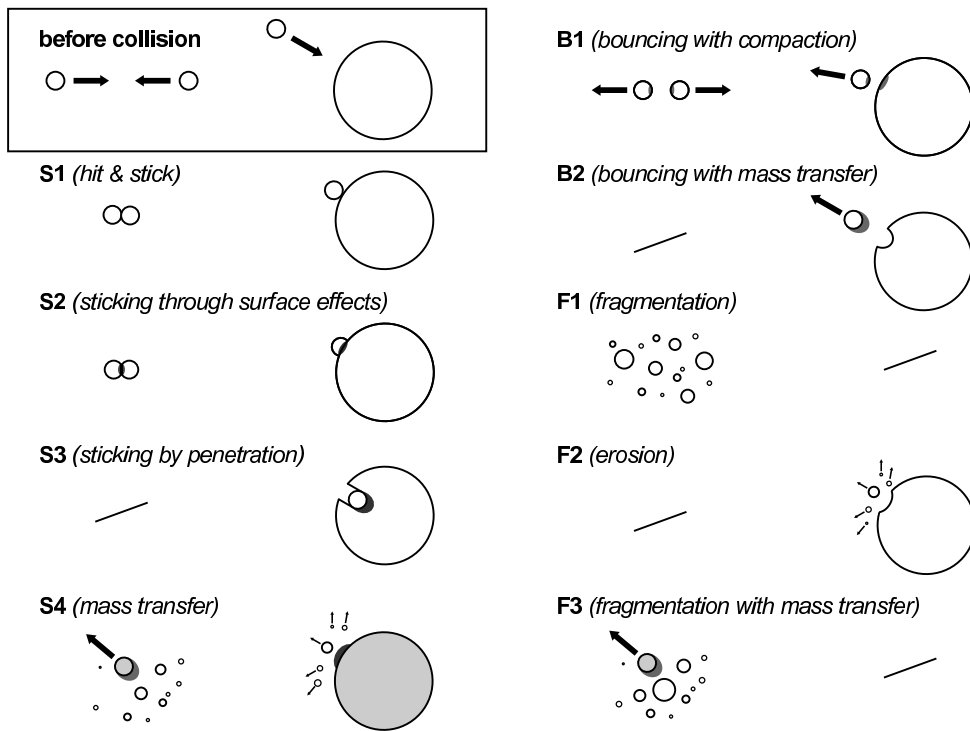 before collision
S1 (hit & stick)
S2 (sticking through surface effects)
S3 (sticking by penetration)
S4 (mass transfer)
B1 (bouncing with compaction)
B2 (bouncing with mass transfer)
F1 (fragmentation)
F2 (erosion)
F3 (fragmentation with mass transfer)